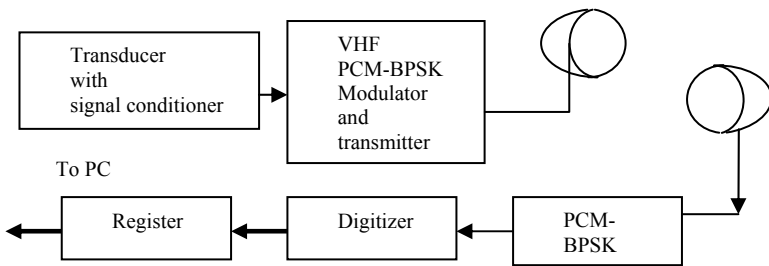 Transducer
with
signal conditioner
VHF
PCM-BPSK
Modulator
and
transmitter
To PC
Register
Digitizer
PCM-
BPSK